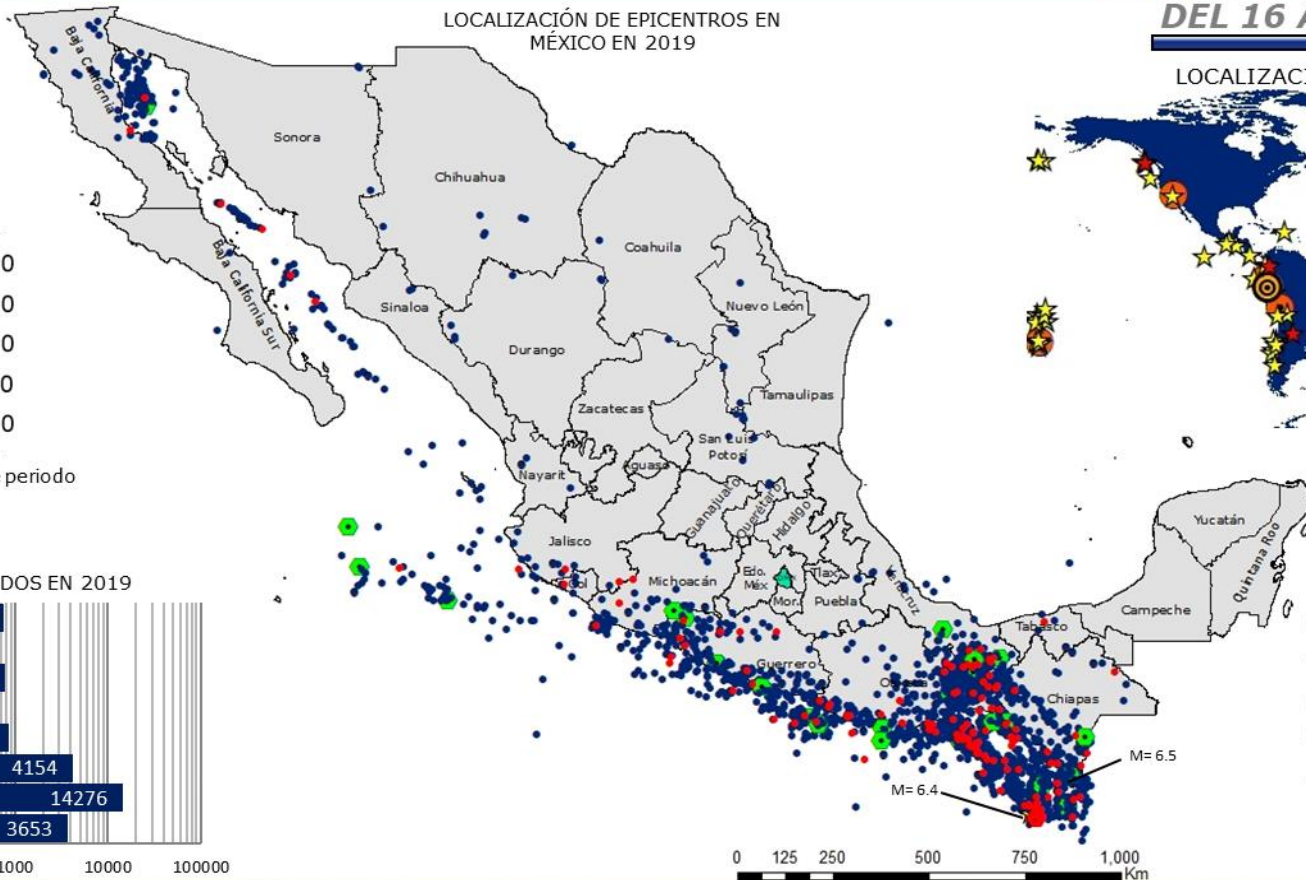 LOCALIZACIÓN DE EPICENTROS EN
MÉXICO EN 2019
DEL 16 A
LOCALIZACI
Baja California
Sonora
Chihuahua
Coahuila
Baja California Sur
Sinaloa
Nuevo León
Durango
Tamaulipas
Zacatecas
San Luis
Potosí
Nayarit
Aguasc
Guanajuato
Querétaro
Hidalgo
Jalisco
Yucatán
Quintana Roo
Col
Michoacán
Edo.
Méx
Tlax
Mor.
Puebla
Veracruz
Campeche
Tabasco
Guerrero
Oaxaca
Chiapas
M= 6.5
M= 6.4
0
0
0
0
0
periodo
DOS EN 2019
4154
14276
3653
1000 10000 100000
0 125 250 500 750 1,000
Km